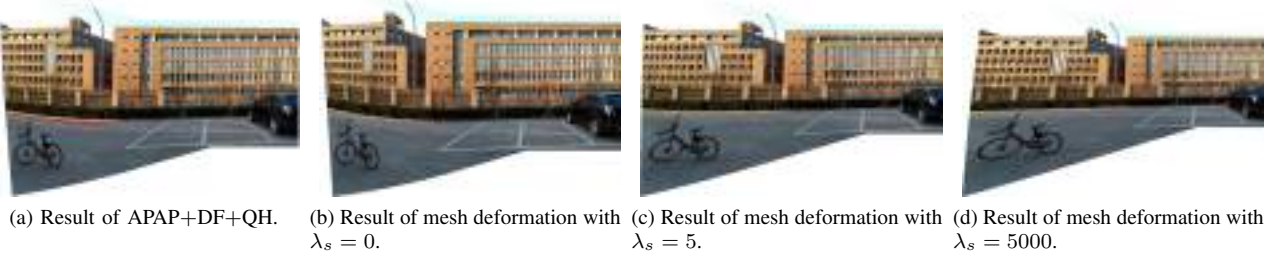 (a) Result of APAP+DF+QH.
(b) Result of mesh deformation with
λs = 0.
(c) Result of mesh deformation with
λs = 5.
(d) Result of mesh deformation with
λs = 5000.